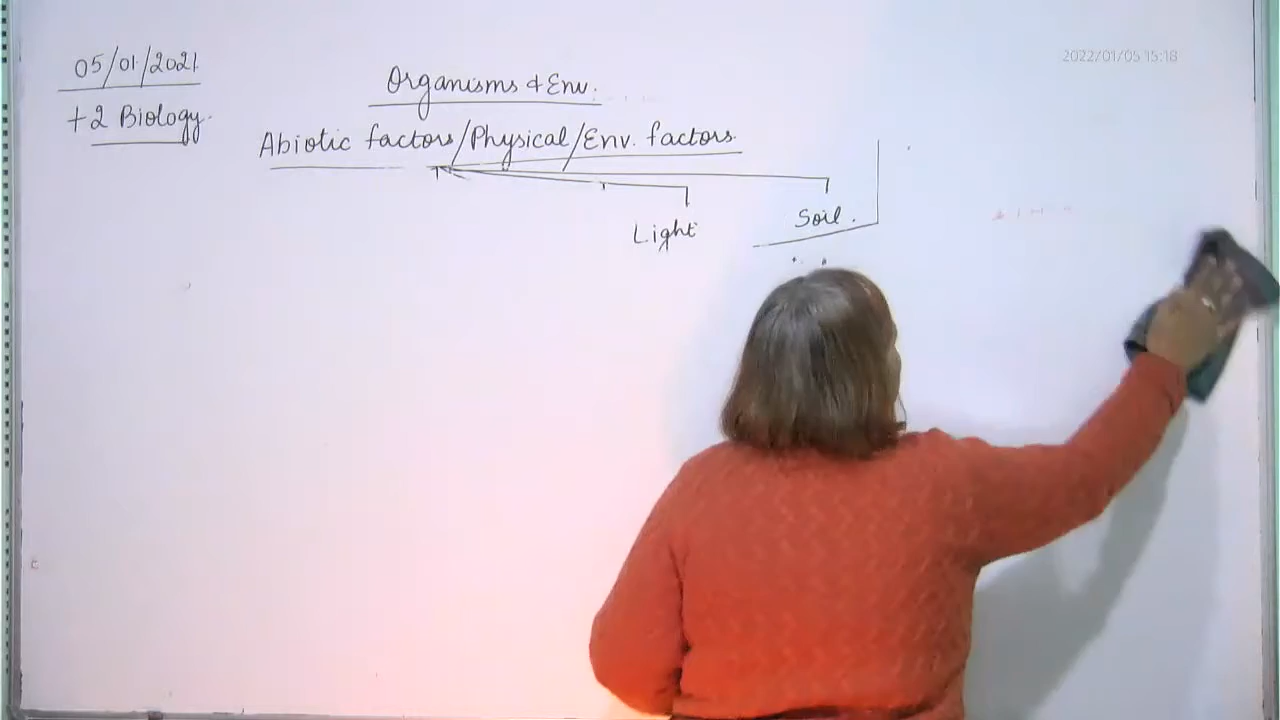 05/01/2021
2022/01/05 15:18
Organisms & Env.
+2 Biology.
Abiotic factors/Physical/Env. factors.
Light
Soil.